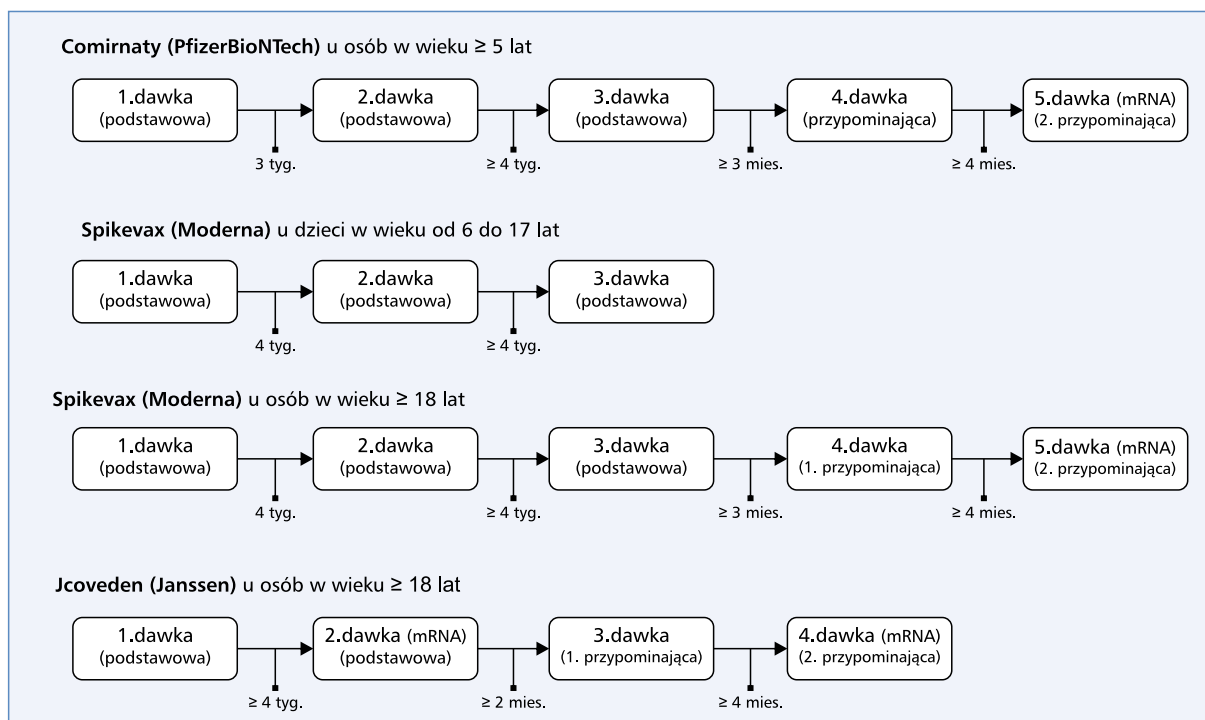 Comirnaty (PfizerBioNTech) u osób w wieku ≥ 5 lat
1.dawka
(podstawowa)
2.dawka
(podstawowa)
3.dawka
(podstawowa)
4.dawka
(przypominająca)
5.dawka (mRNA)
(2. przypominająca)
3 tyg.
≥ 4 tyg.
≥ 3 mies.
≥ 4 mies.
Spikevax (Moderna) u dzieci w wieku od 6 do 17 lat
1.dawka
(podstawowa)
2.dawka
(podstawowa)
3.dawka
(podstawowa)
4 tyg.
≥ 4 tyg.
Spikevax (Moderna) u osób w wieku ≥ 18 lat
1.dawka
(podstawowa)
2.dawka
(podstawowa)
3.dawka
(podstawowa)
4.dawka
(1. przypominająca)
5.dawka (mRNA)
(2. przypominająca)
4 tyg.
≥ 4 tyg.
≥ 3 mies.
≥ 4 mies.
Jcoveden (Janssen) u osób w wieku ≥ 18 lat
1.dawka
(podstawowa)
2.dawka (mRNA)
(podstawowa)
3.dawka
(1. przypominająca)
4.dawka (mRNA)
(2. przypominająca)
≥ 4 tyg.
≥ 2 mies.
≥ 4 mies.